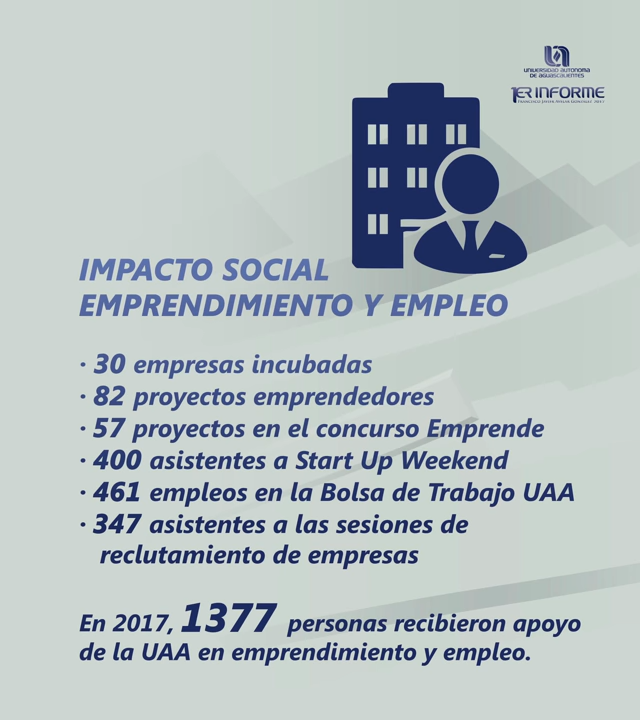 UNIVERSIDAD AUTONOMA
DE AGUASCALIENTES
1ER INFORME
IMPACTO SOCIAL
EMPRENDIMIENTO Y EMPLEO
· 30 empresas incubadas
· 82 proyectos emprendedores
· 57 proyectos en el concurso Emprende
· 400 asistentes a Start Up Weekend
· 461 empleos en la Bolsa de Trabajo UAA
· 347 asistentes a las sesiones de
reclutamiento de empresas
En 2017, 1377 personas recibieron apoyo
de la UAA en emprendimiento y empleo.